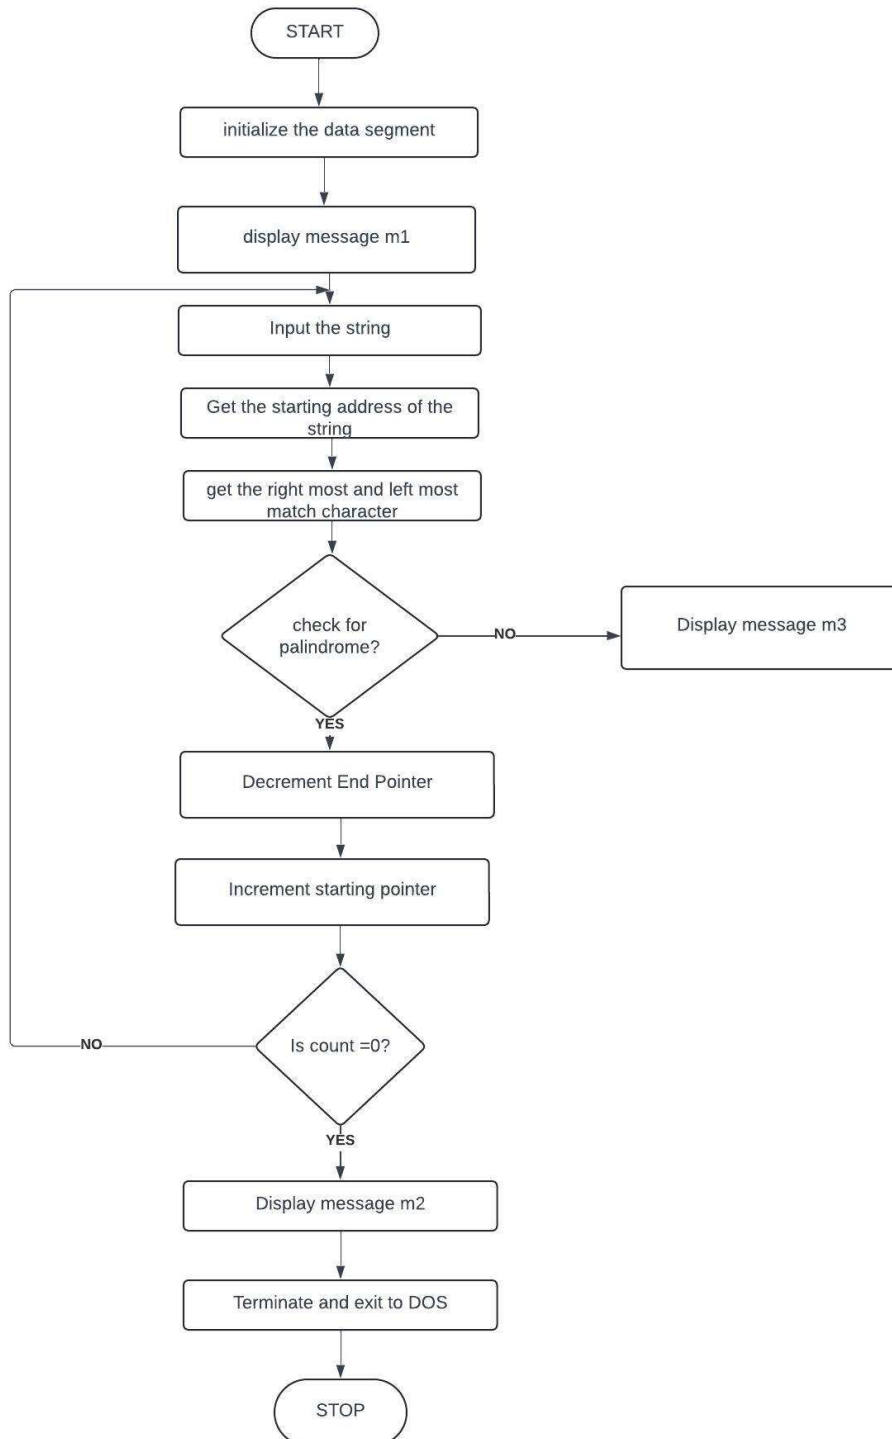 START
initialize the data segment
display message m1
Input the string
Get the starting address of the
string
get the right most and left most
match character
check for
palindrome?
NO
Display message m3
YES
Decrement End Pointer
Increment starting pointer
Is count =0?
NO
YES
Display message m2
Terminate and exit to DOS
STOP